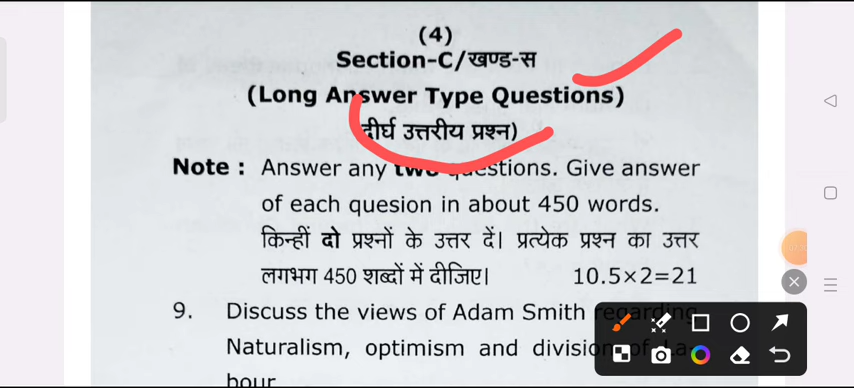 (4)
Section-C/खण्ड-स
(Long Answer Type Questions)
दीर्घ उत्तरीय प्रश्न)
Note : Answer any two questions. Give answer
of each quesion in about 450 words.
किन्हीं दो प्रश्नों के उत्तर दें। प्रत्येक प्रश्न का उत्तर
लगभग 450 शब्दों में दीजिए। 10.5×2=21
9. Discuss the views of Adam Smith regarding
Naturalism, optimism and division of La-
bour.